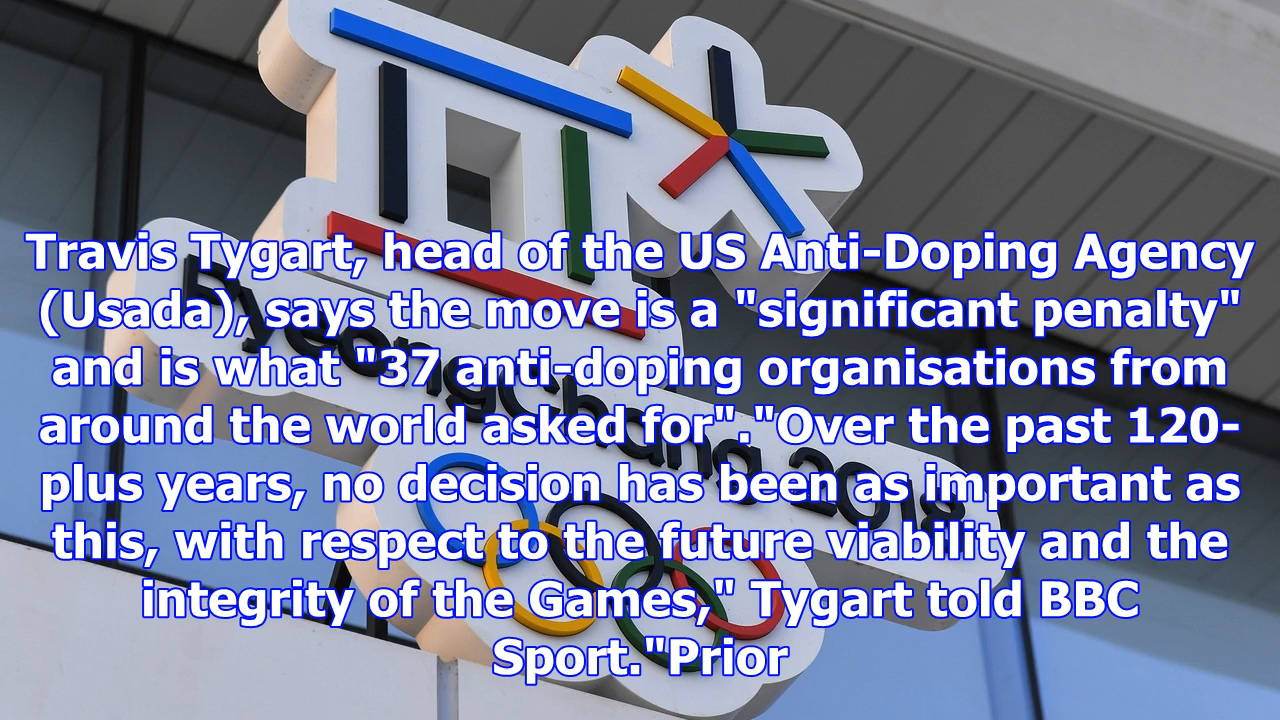 Travis Tygart, head of the US Anti-Doping Agency
(Usada), says the move is a "significant penalty"
and is what "37 anti-doping organisations from
around the world asked for"."Over the past 120-
plus years, no decision has been as important as
this, with respect to the future viability and the
integrity of the Games," Tygart told BBC
Sport."Prior
Pyeongchang 2018